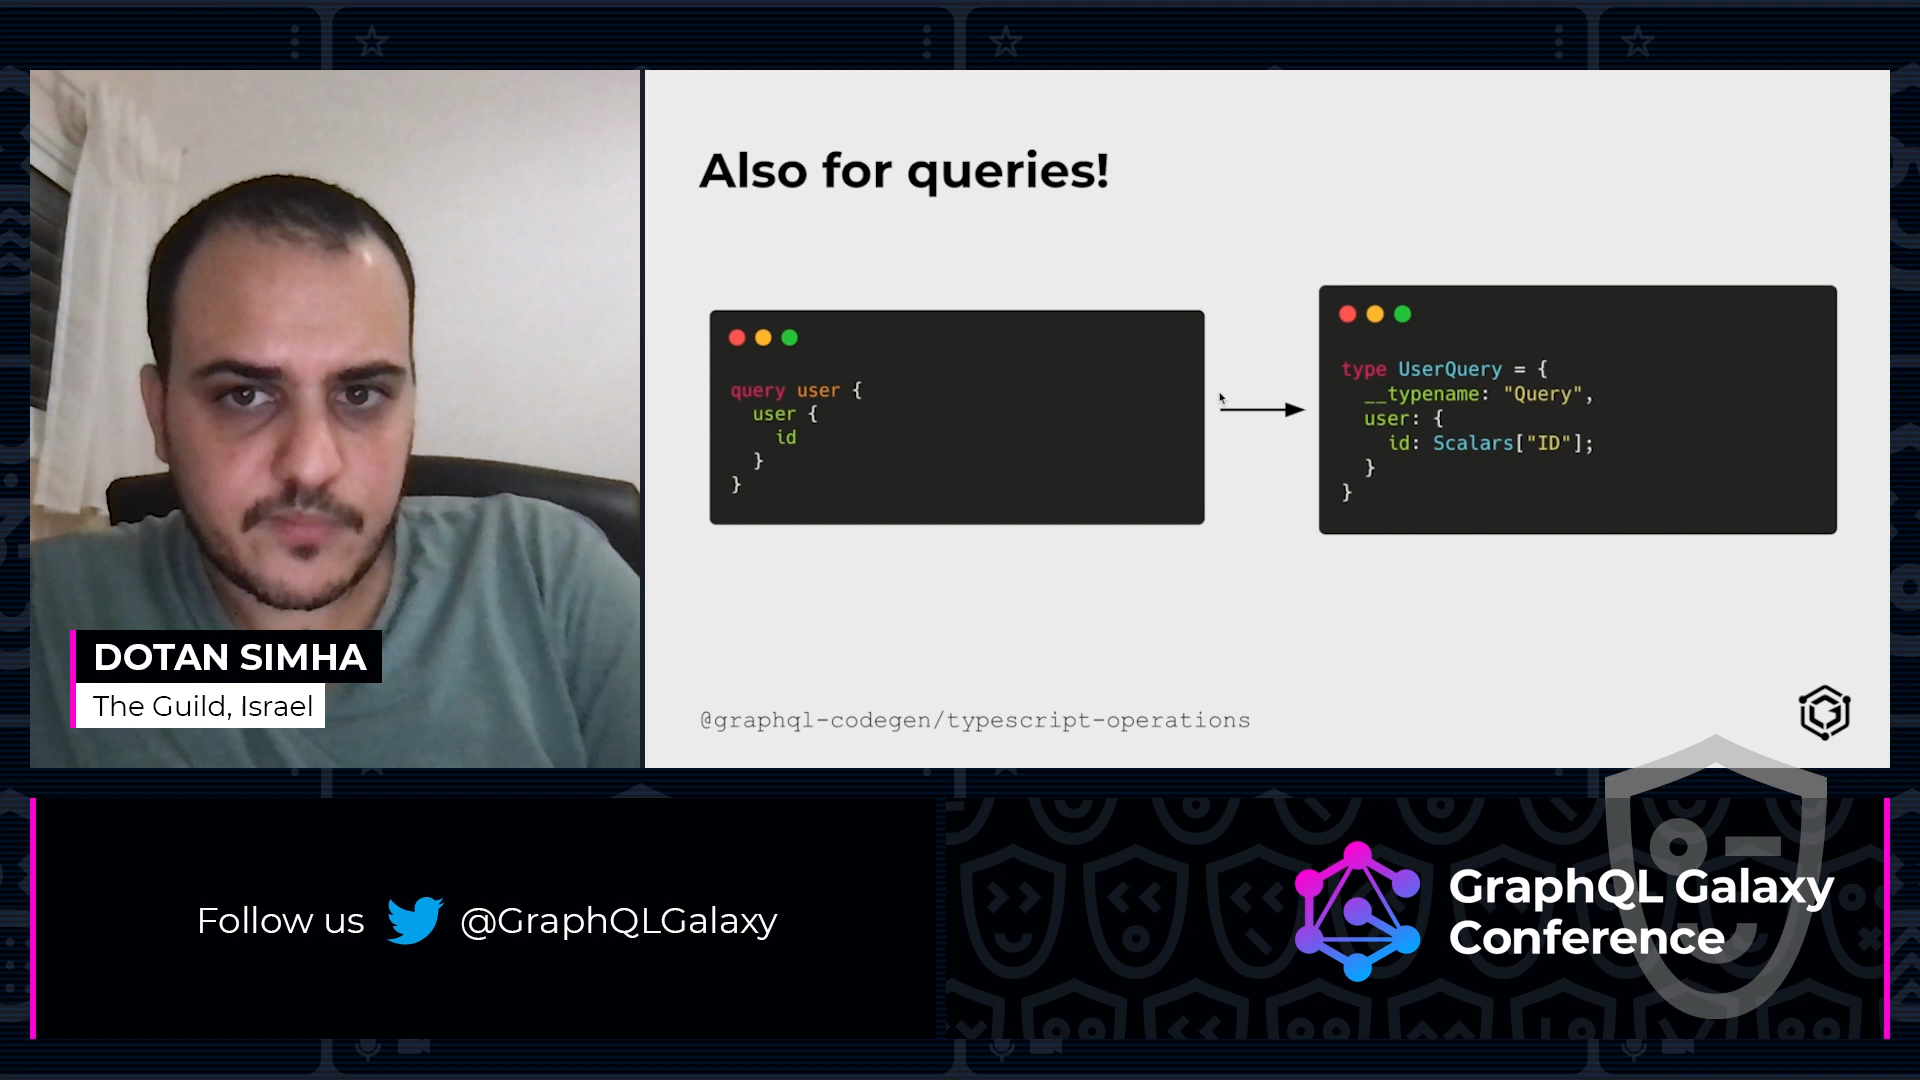 Also for queries!
query user {
user {
id
}
}
type UserQuery = {
__typename: "Query",
user: {
id: Scalars["ID"];
}
}
@graphql-codegen/typescript-operations
DOTAN SIMHA
The Guild, Israel
Follow us @GraphQLGalaxy
GraphQL Galaxy
Conference